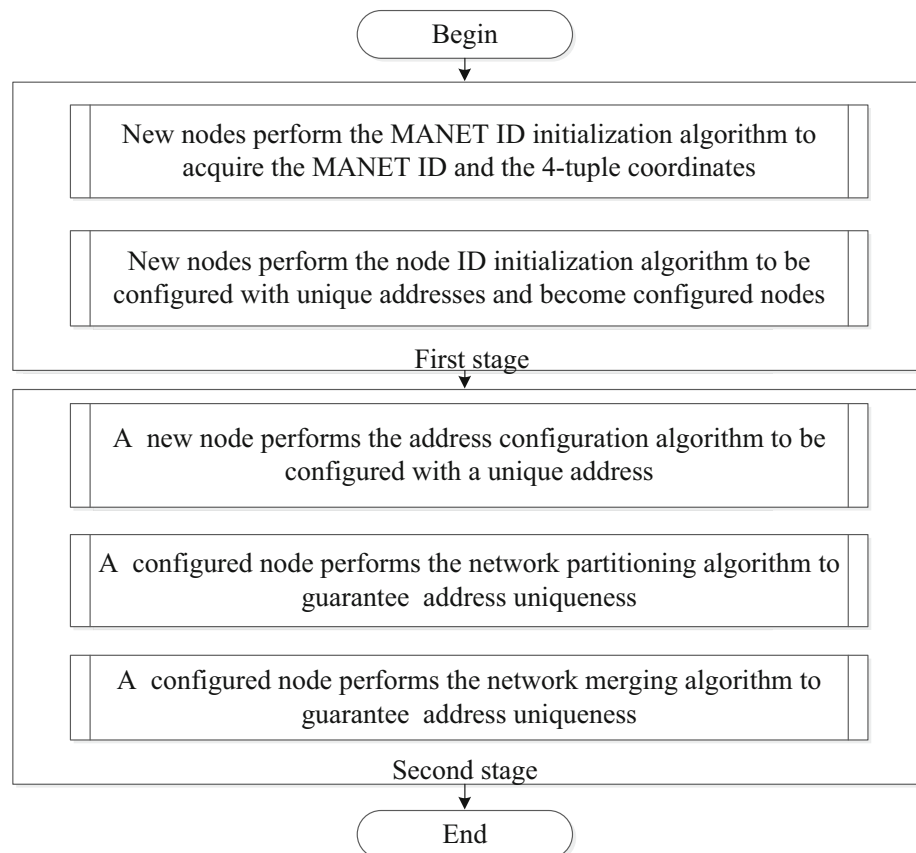 Begin
New nodes perform the MANET ID initialization algorithm to
acquire the MANET ID and the 4-tuple coordinates
New nodes perform the node ID initialization algorithm to be
configured with unique addresses and become configured nodes
First stage
A new node performs the address configuration algorithm to be
configured with a unique address
A configured node performs the network partitioning algorithm to
guarantee address uniqueness
A configured node performs the network merging algorithm to
guarantee address uniqueness
Second stage
End